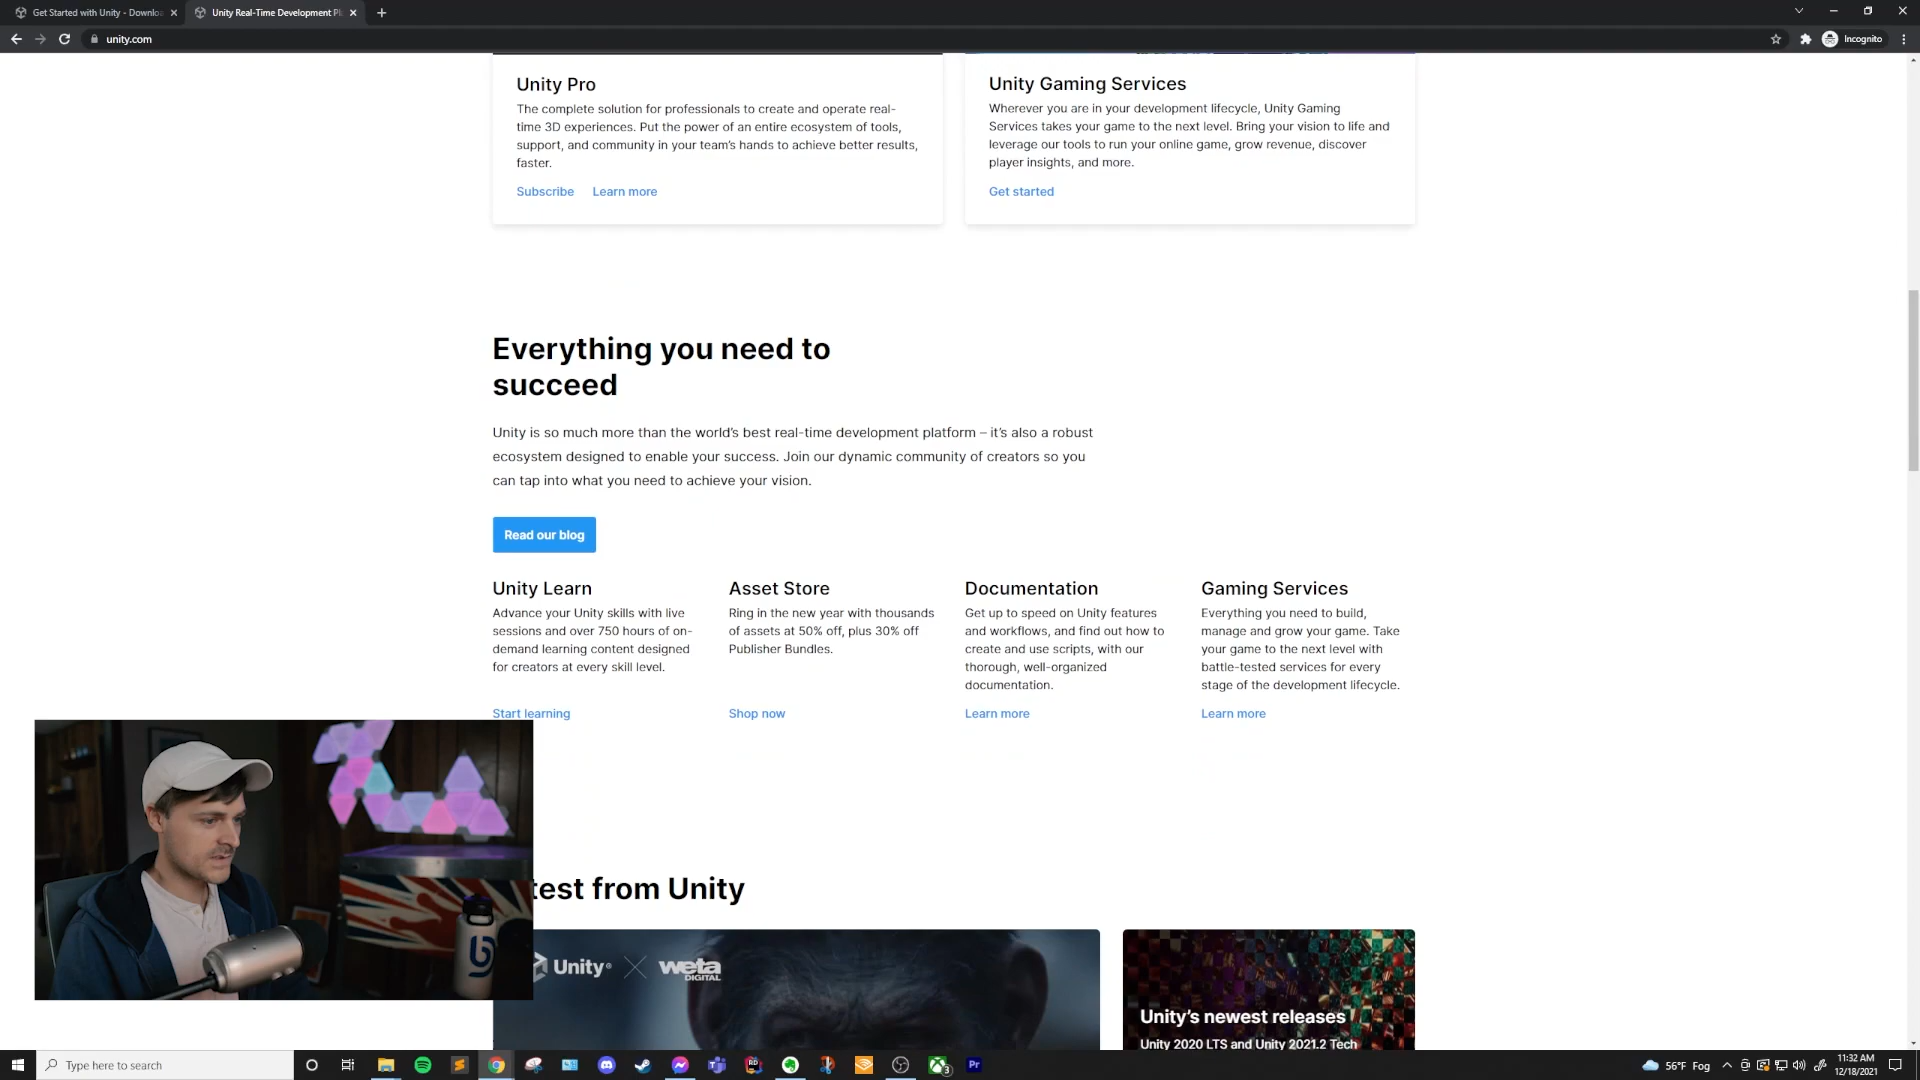 Get Started with Unity - Downlo
Unity Real-Time Development Pl
unity.com
Incognito
Unity Pro
The complete solution for professionals to create and operate real-
time 3D experiences. Put the power of an entire ecosystem of tools,
support, and community in your team's hands to achieve better results,
faster.
Subscribe Learn more
Unity Gaming Services
Wherever you are in your development lifecycle, Unity Gaming
Services takes your game to the next level. Bring your vision to life and
leverage our tools to run your online game, grow revenue, discover
player insights, and more.
Get started
Everything you need to
succeed
Unity is so much more than the world's best real-time development platform – it's also a robust
ecosystem designed to enable your success. Join our dynamic community of creators so you
can tap into what you need to achieve your vision.
Read our blog
Unity Learn
Advance your Unity skills with live
sessions and over 750 hours of on-
demand learning content designed
for creators at every skill level.
Start learning
Asset Store
Ring in the new year with thousands
of assets at 50% off, plus 30% off
Publisher Bundles.
Shop now
Documentation
Get up to speed on Unity features
and workflows, and find out how to
create and use scripts, with our
thorough, well-organized
documentation.
Learn more
Gaming Services
Everything you need to build,
manage and grow your game. Take
your game to the next level with
battle-tested services for every
stage of the development lifecycle.
Learn more
test from Unity
Unity® weta
DIGITAL
Unity's newest releases
Unity 2020 LTS and Unity 2021.2 Tech
Type here to search
Pr
3
56°F Fog
11:32 AM
12/18/2021